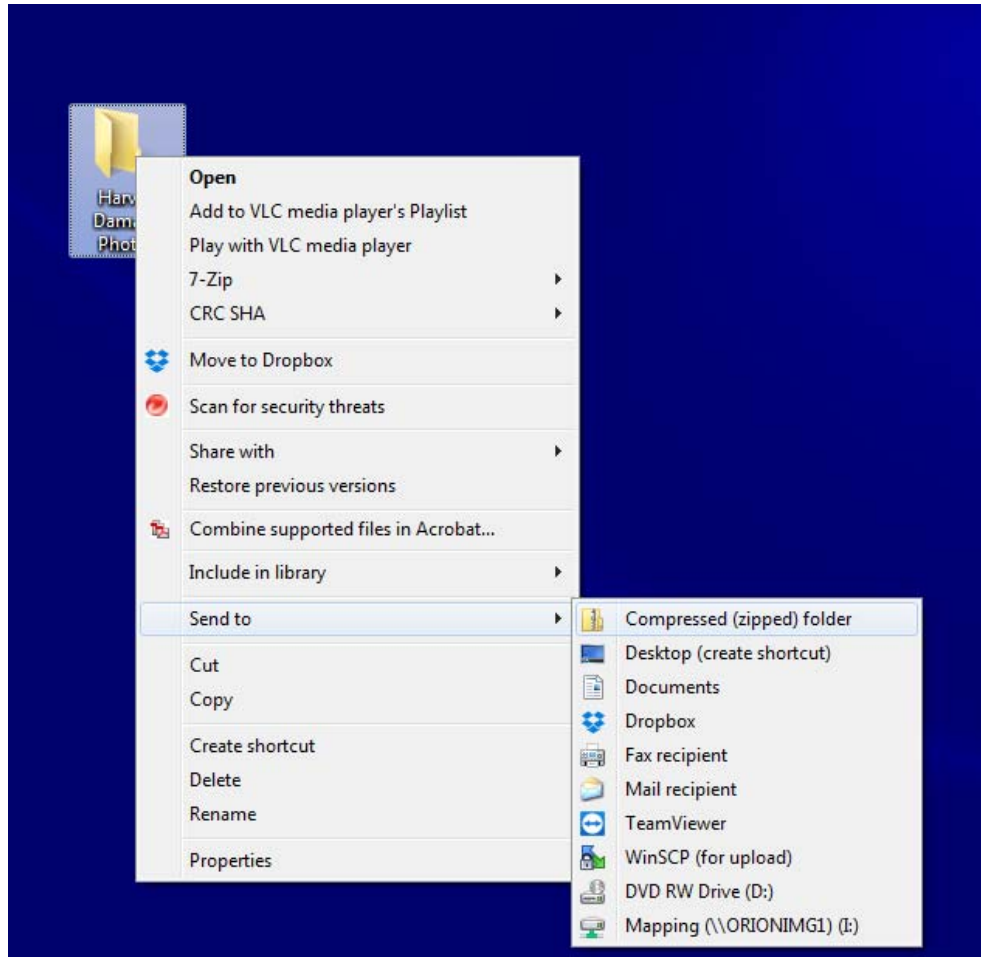 Open
Add to VLC media player's Playlist
Play with VLC media player
7-Zip
CRC SHA
Move to Dropbox
Scan for security threats
Share with
Restore previous versions
Combine supported files in Acrobat...
Include in library
Send to
Cut
Copy
Create shortcut
Delete
Rename
Properties
Compressed (zipped) folder
Desktop (create shortcut)
Documents
Dropbox
Fax recipient
Mail recipient
TeamViewer
WinSCP (for upload)
DVD RW Drive (D:)
Mapping (\\ORIONIMG1) (I:)